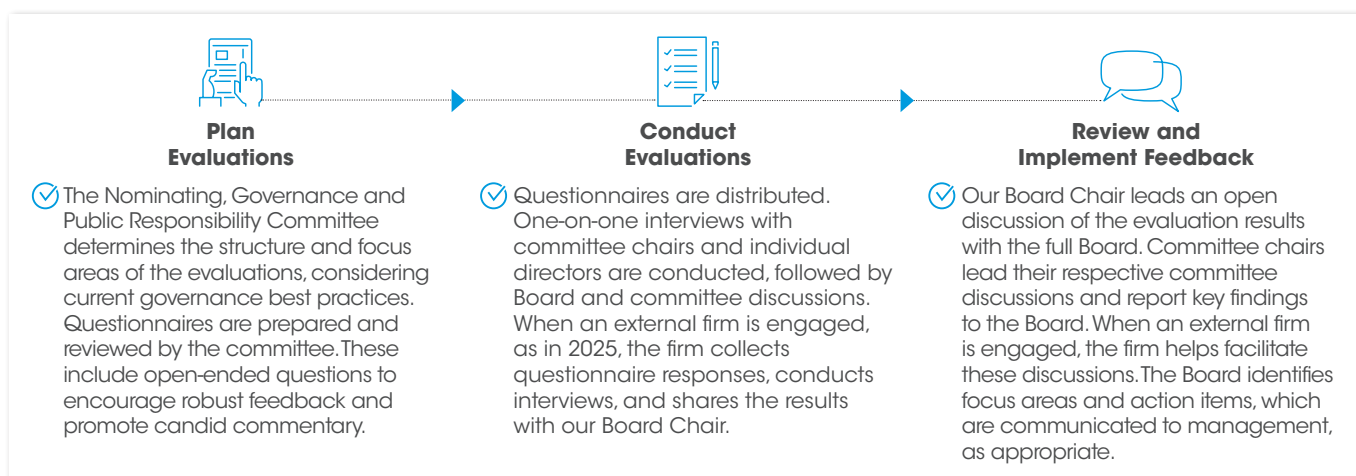 Plan
Evaluations
The Nominating, Governance and
Public Responsibility Committee
determines the structure and focus
areas of the evaluations, considering
current governance best practices.
Questionnaires are prepared and
reviewed by the committee. These
include open-ended questions to
encourage robust feedback and
promote candid commentary.
Conduct
Evaluations
Questionnaires are distributed.
One-on-one interviews with
committee chairs and individual
directors are conducted, followed by
Board and committee discussions.
When an external firm is engaged,
as in 2025, the firm collects
questionnaire responses, conducts
interviews, and shares the results
with our Board Chair.
Review and
Implement Feedback
Our Board Chair leads an open
discussion of the evaluation results
with the full Board. Committee chairs
lead their respective committee
discussions and report key findings
to the Board. When an external firm
is engaged, the firm helps facilitate
these discussions. The Board identifies
focus areas and action items, which
are communicated to management,
as appropriate.